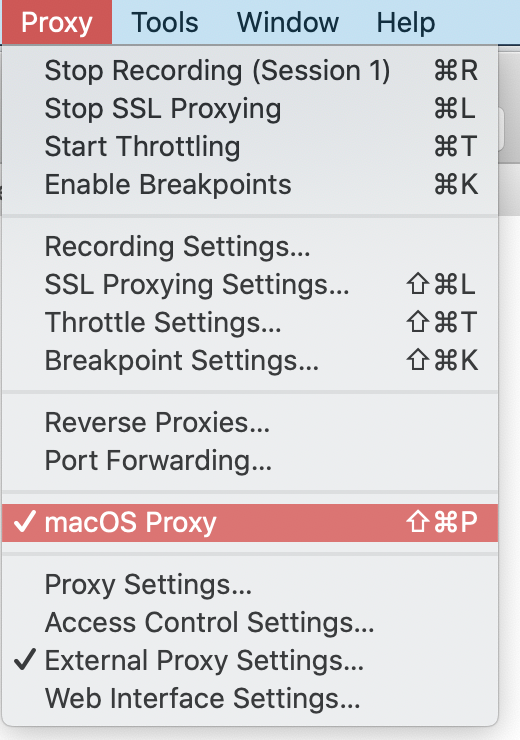 Proxy Tools Window Help
Stop Recording (Session 1) ⌘R
Stop SSL Proxying ⌘L
Start Throttling ⌘T
Enable Breakpoints ⌘K
Recording Settings...
SSL Proxying Settings... ⇧⌘L
Throttle Settings... ⇧⌘T
Breakpoint Settings... ⇧⌘K
Reverse Proxies...
Port Forwarding...
✓ macOS Proxy ⇧⌘P
Proxy Settings...
Access Control Settings...
✓ External Proxy Settings...
Web Interface Settings...